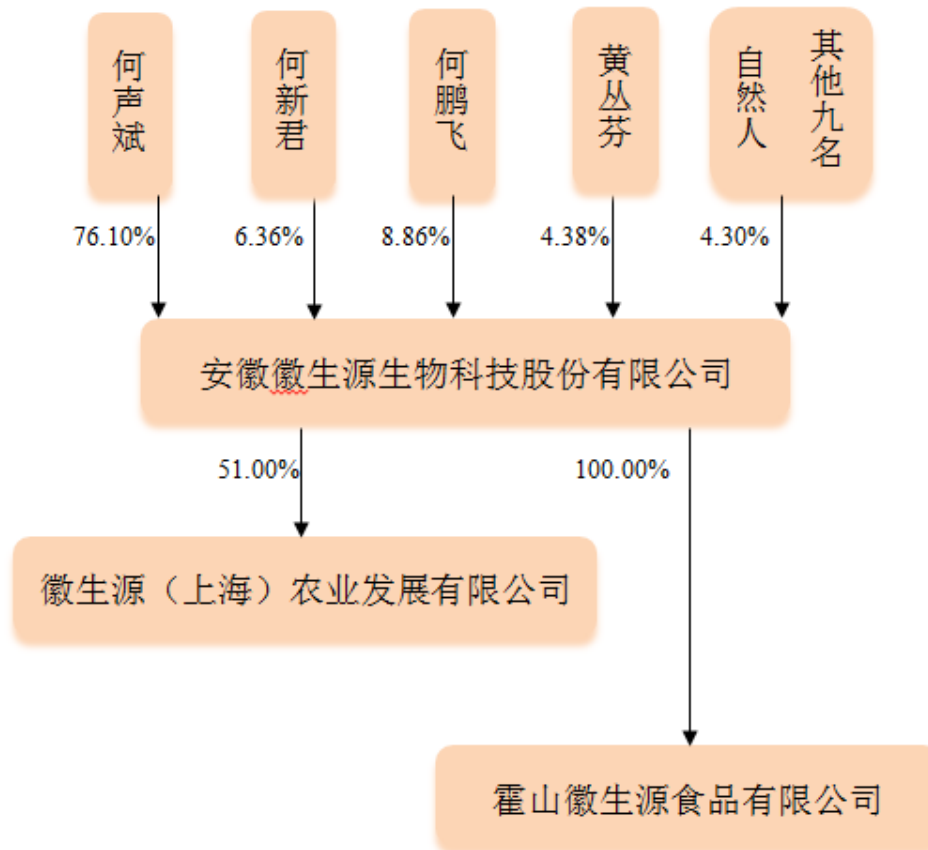 何声斌
何新君
何鹏飞
黄丛芬
其他九名
自然人
76.10%
6.36%
8.86%
4.38%
4.30%
安徽徽生源生物科技股份有限公司
51.00%
100.00%
徽生源（上海）农业发展有限公司
霍山徽生源食品有限公司